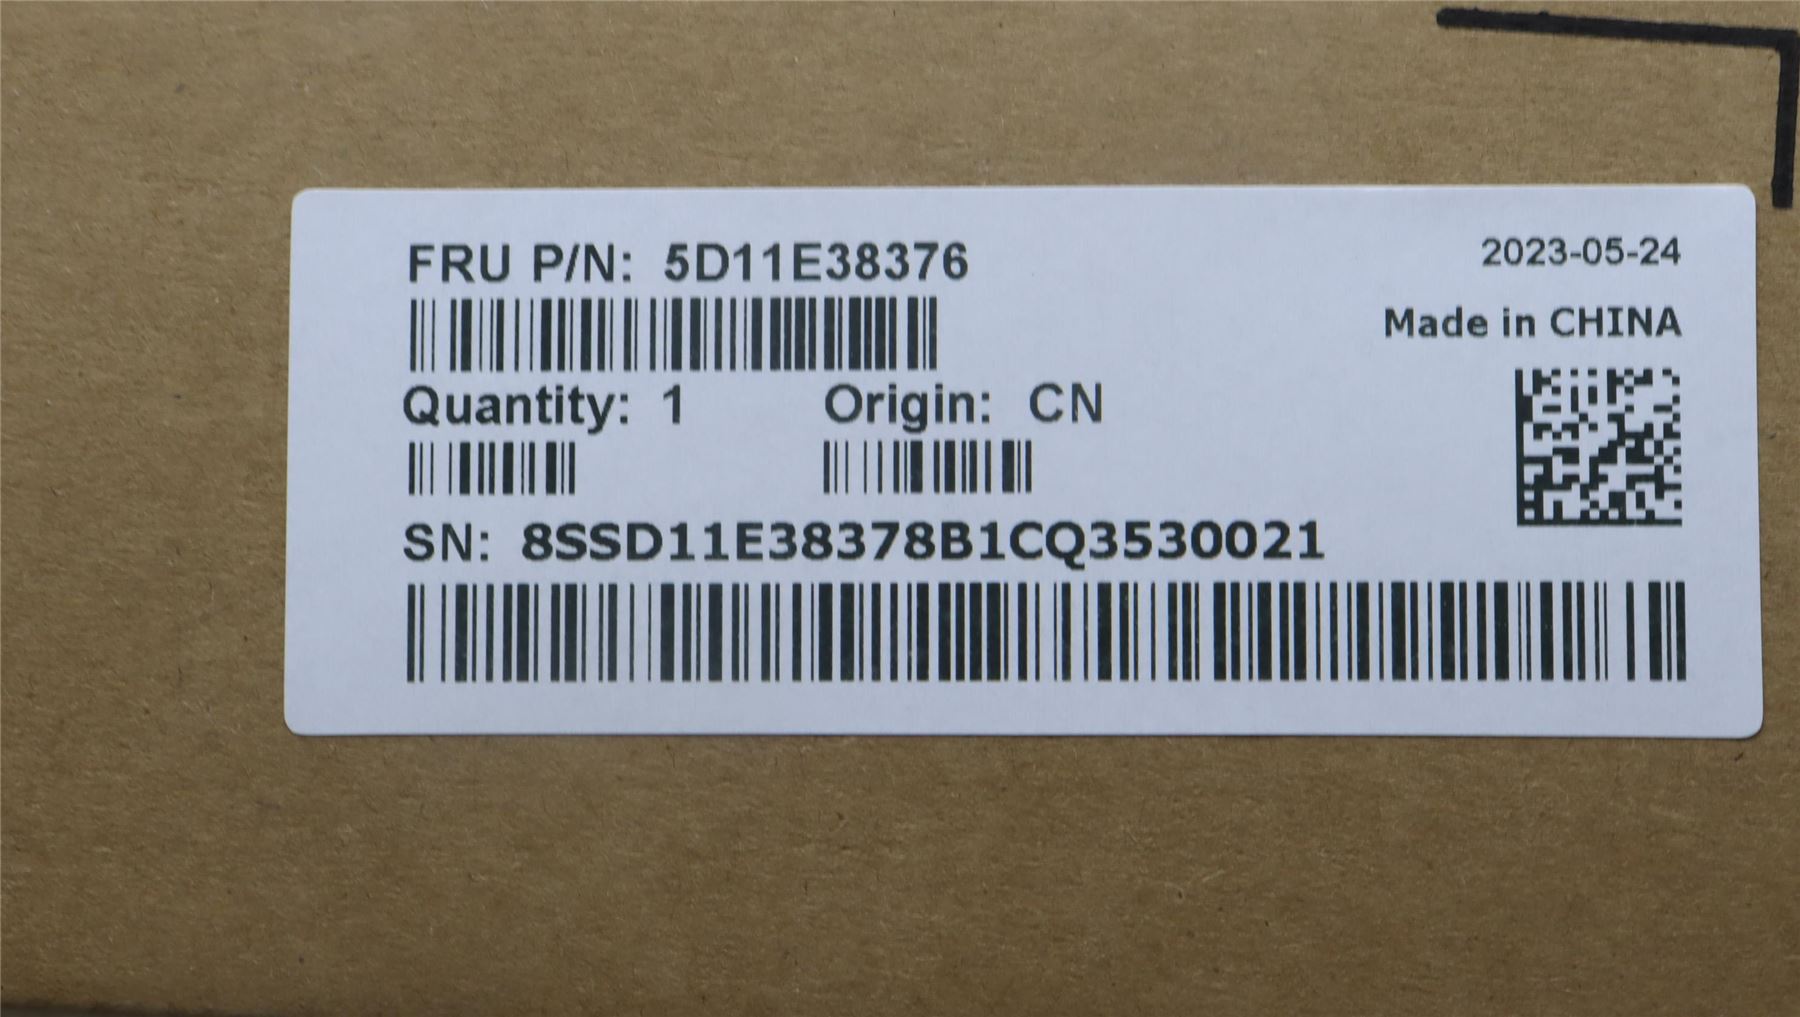 FRU P/N: 5D11E38376
2023-05-24
Made in CHINA
Quantity: 1 Origin: CN
SN: 8SSD11E38378B1CQ3530021